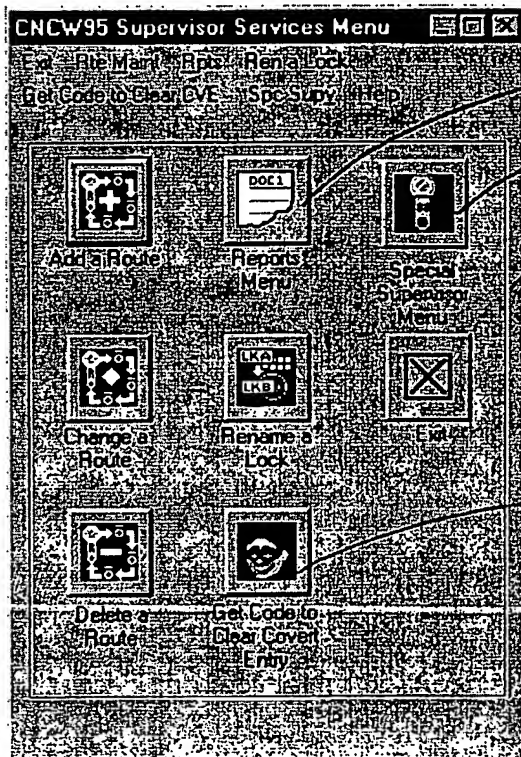 CNCW95 Supervisor Services Menu
Exit Rte Maint Rpts Ren a Lock
Get Code to Clear CVE Spc Supv Help
DOC1
Add a Route
Reports
Menu
Special
Supervisor
Menu
LKA
LKB
Change a
Route
Rename a
Lock
Exit
Delete a
Route
Get Code to
Clear Covert
Entry